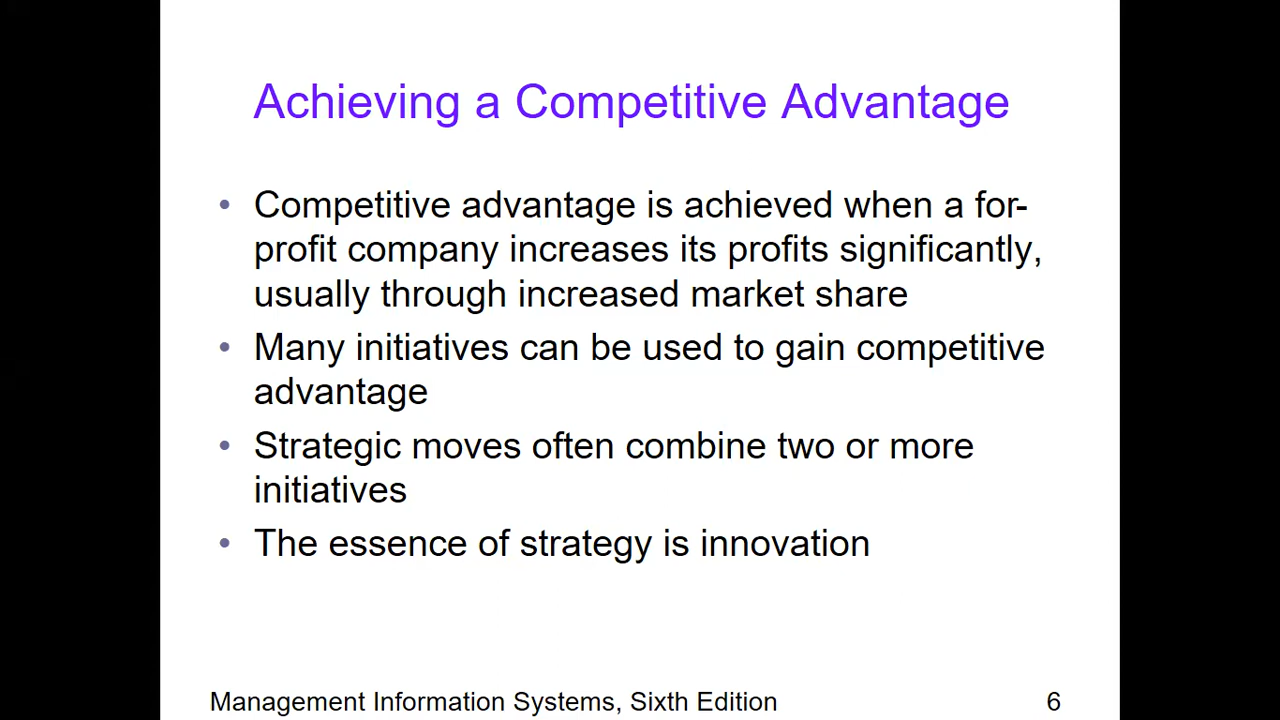 Achieving a Competitive Advantage
• Competitive advantage is achieved when a for-
profit company increases its profits significantly,
usually through increased market share
• Many initiatives can be used to gain competitive
advantage
• Strategic moves often combine two or more
initiatives
• The essence of strategy is innovation
Management Information Systems, Sixth Edition 6